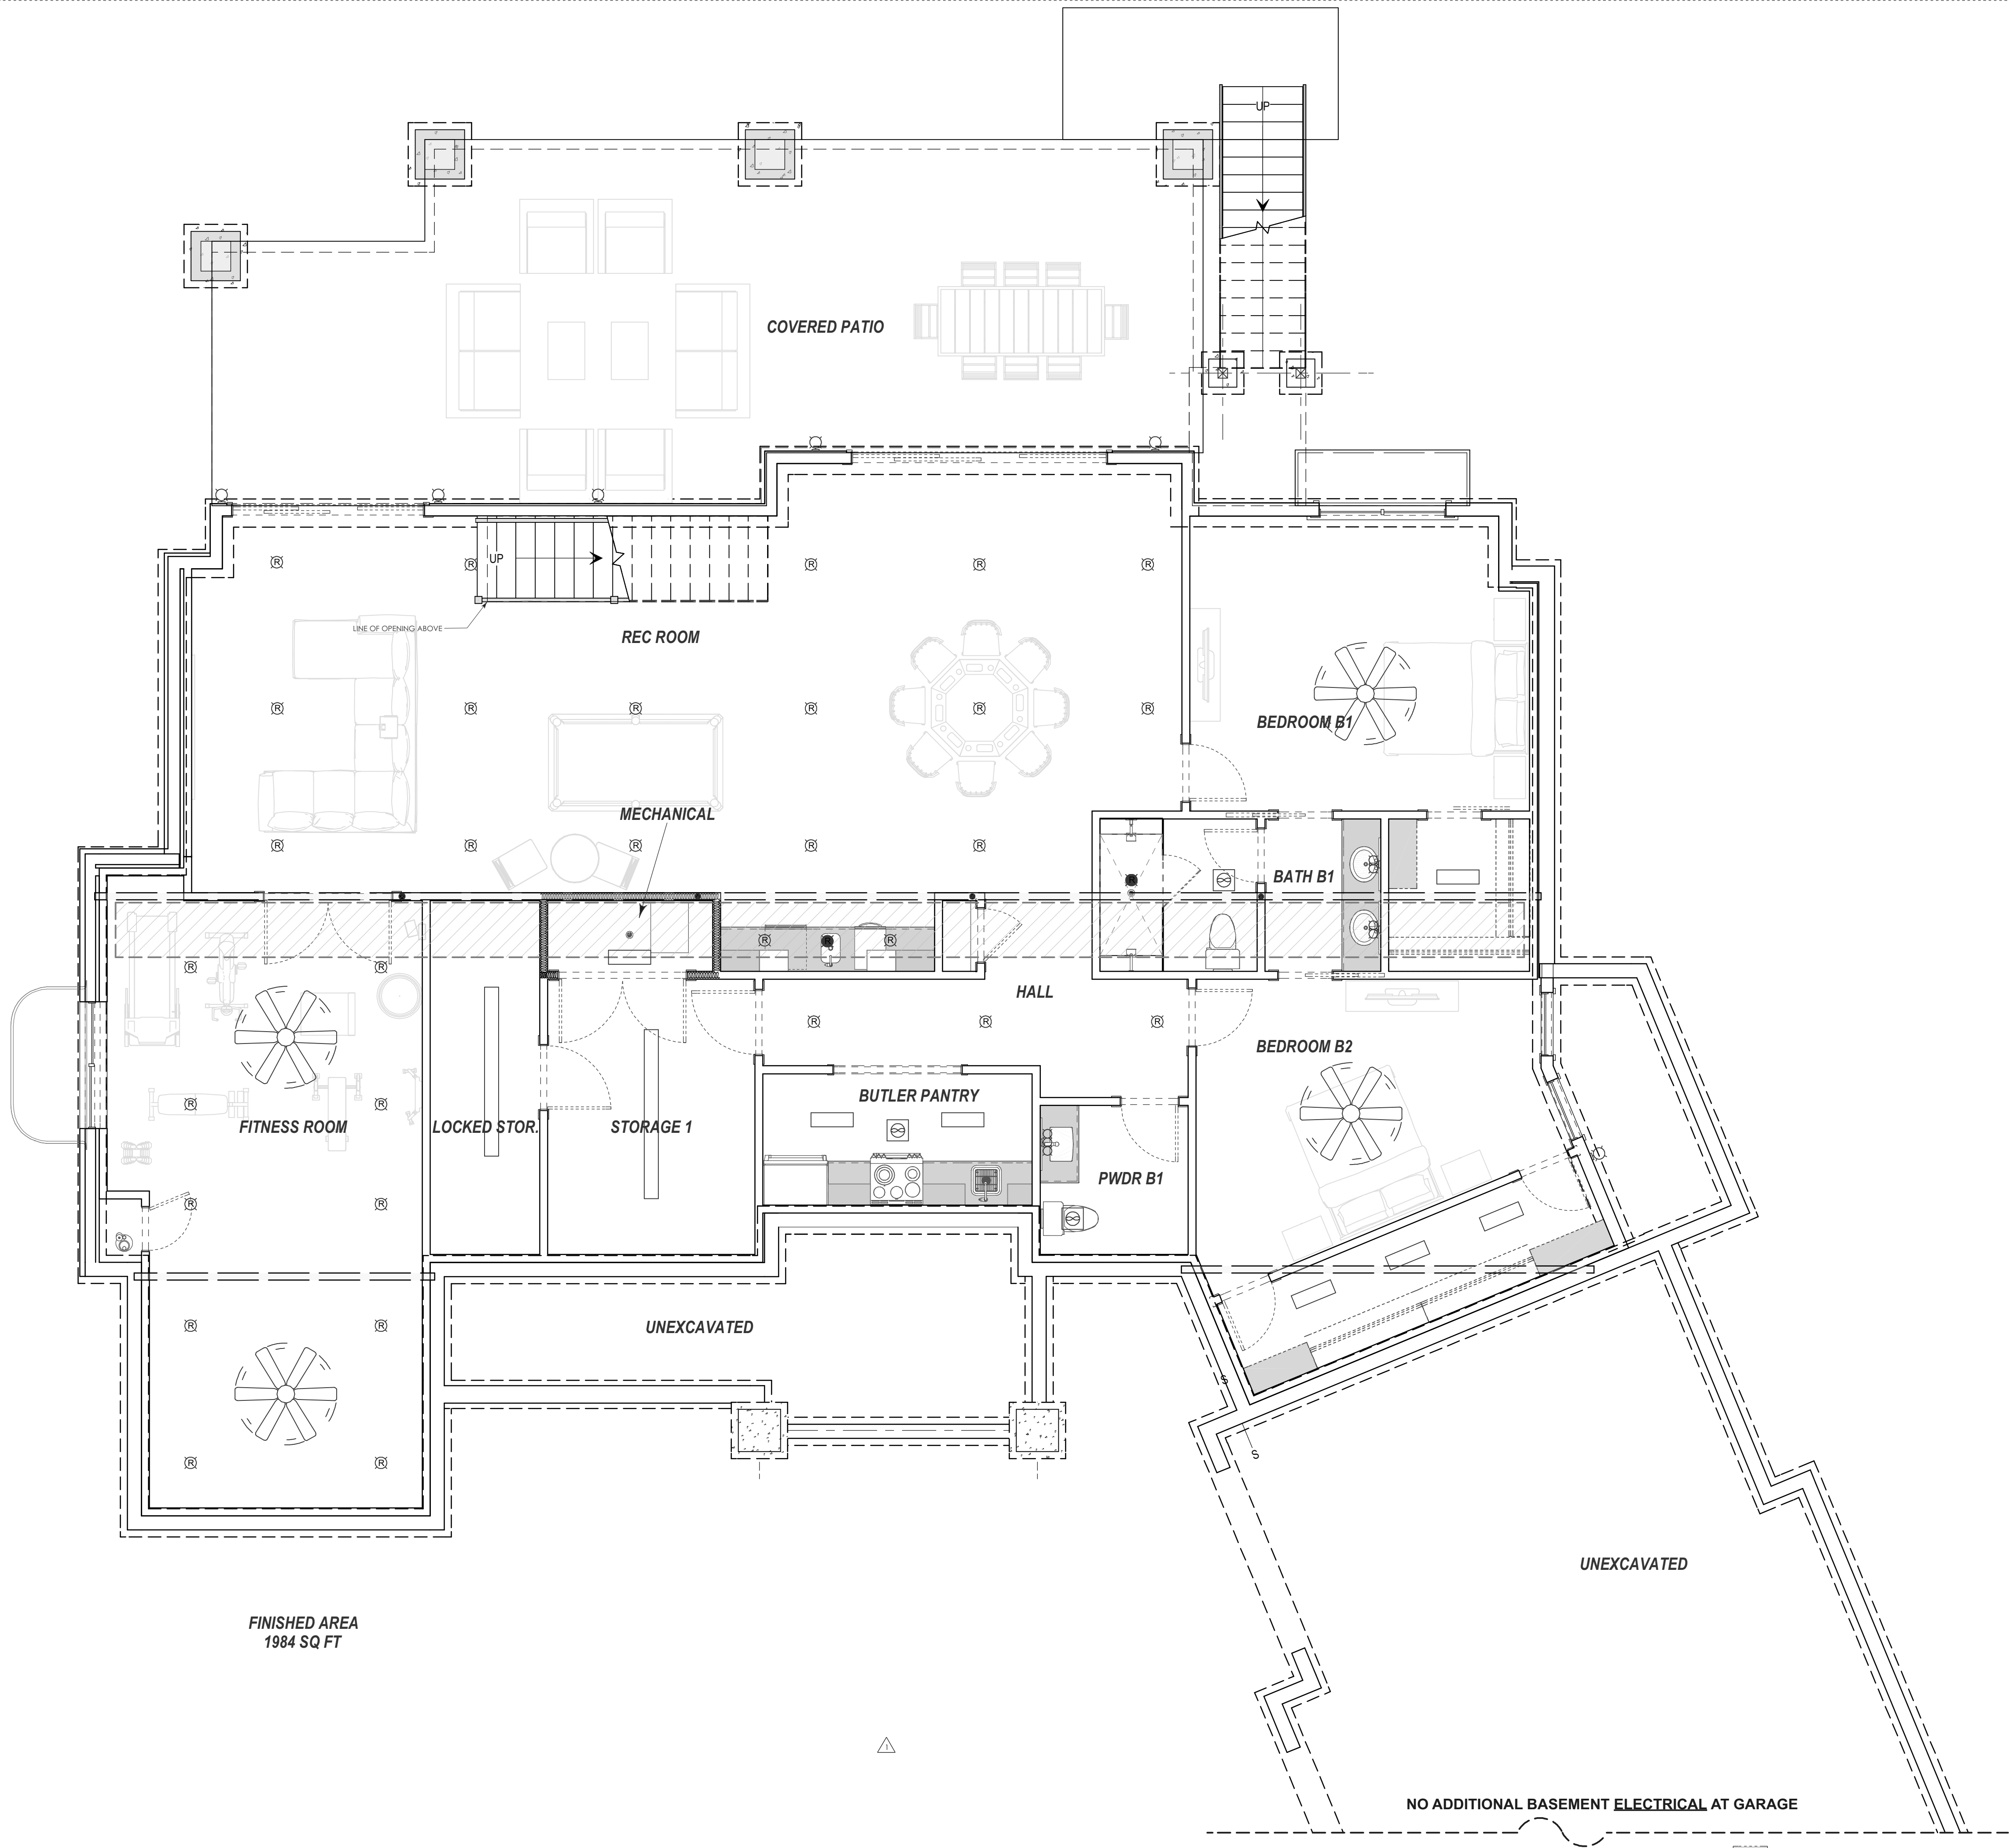 UP
COVERED PATIO
R
R
R
R
R
UP
LINE OF OPENING ABOVE
REC ROOM
R
R
R
R
R
R
BEDROOM B1
MECHANICAL
R
R
R
R
R
BATH B1
R
R
R
R
R
HALL
R
R
R
R
R
BEDROOM B2
BUTLER PANTRY
FITNESS ROOM
LOCKED STOR.
STORAGE 1
PWDR B1
R
R
UNEXCAVATED
R
R
S
S
R
R
UNEXCAVATED
FINISHED AREA
1984 SQ FT
1
NO ADDITIONAL BASEMENT ELECTRICAL AT GARAGE